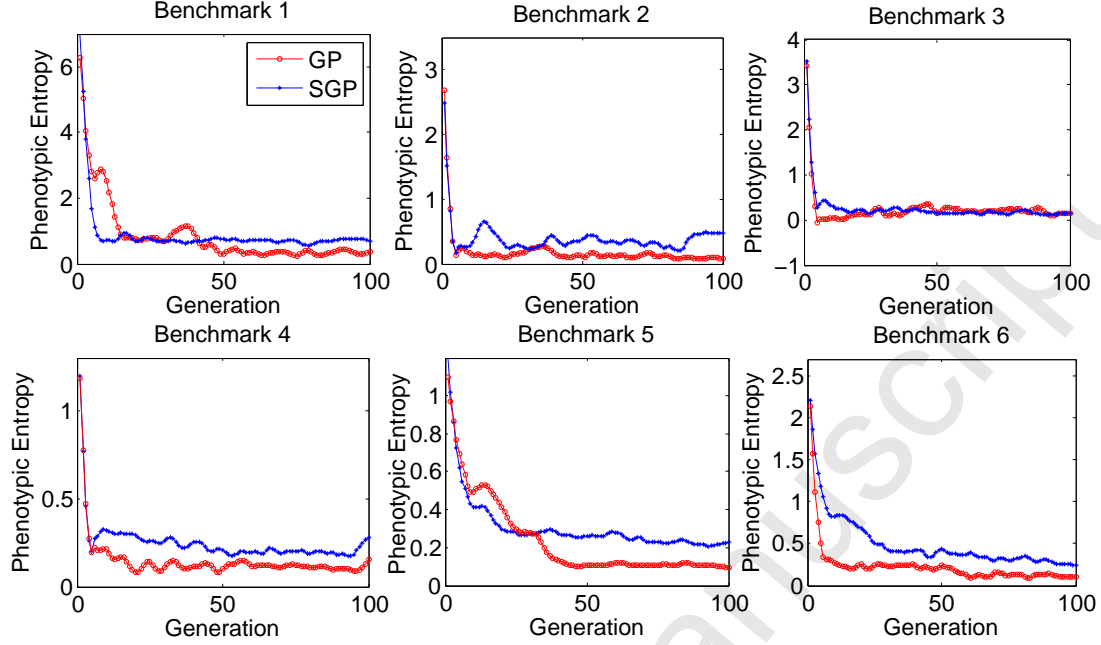 Benchmark 1
Benchmark 2
Benchmark 3
Phenotypic Entropy
6
4
2
0
0
50
100
Generation
GP
SGP
Phenotypic Entropy
3
2
1
0
0
50
100
Generation
Phenotypic Entropy
4
3
2
1
0
−1
0
50
100
Generation
Benchmark 4
Benchmark 5
Benchmark 6
Phenotypic Entropy
1
0.5
0
0
50
100
Generation
Phenotypic Entropy
1
0.8
0.6
0.4
0.2
0
0
50
100
Generation
Phenotypic Entropy
2.5
2
1.5
1
0.5
0
0
50
100
Generation